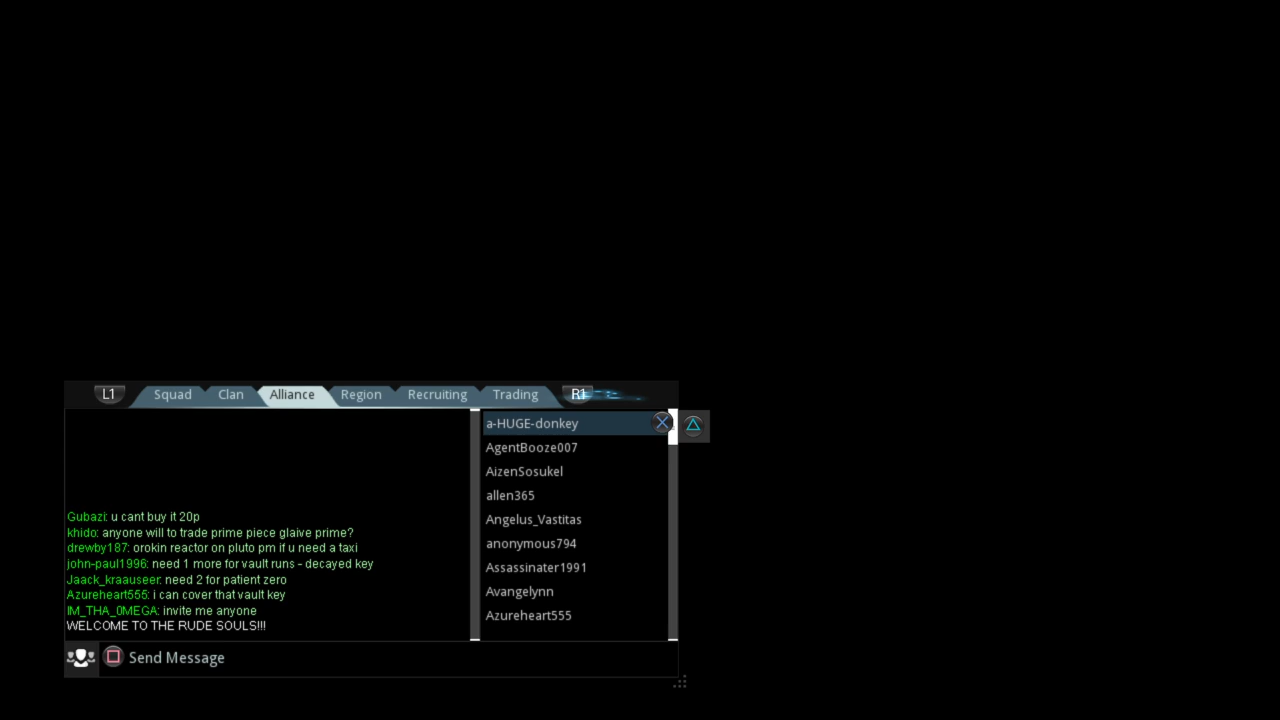 L1 Squad Clan Alliance Region Recruiting Trading R1
Gubazi: u cant buy it 20p
khido: anyone will to trade prime piece glaive prime?
drewby187: orokin reactor on pluto pm if u need a taxi
john-paul1996: need 1 more for vault runs - decayed key
Jaack_kraauseer: need 2 for patient zero
Azureheart555: i can cover that vault key
IM_THA_0MEGA: invite me anyone
WELCOME TO THE RUDE SOULS!!!
a-HUGE-donkey
AgentBooze007
AizenSosukel
allen365
Angelus_Vastitas
anonymous794
Assassinater1991
Avangelynn
Azureheart555
Send Message